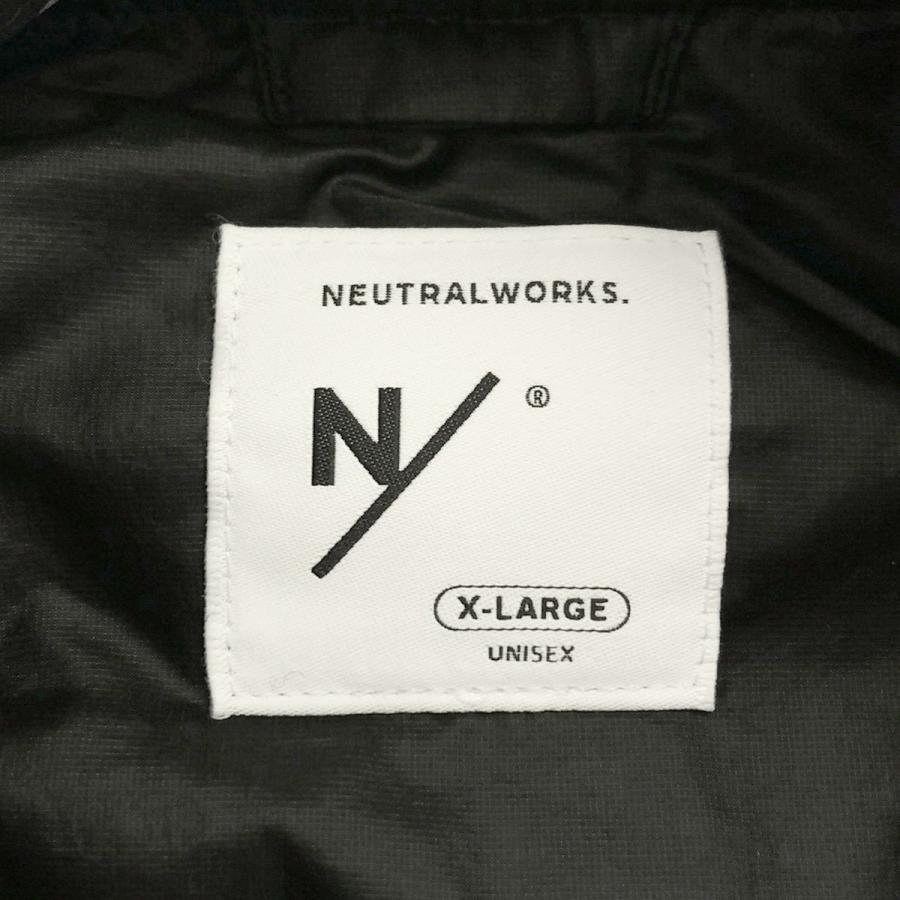 NEUTRALWORKS.
N/ ®
X-LARGE
UNISEX